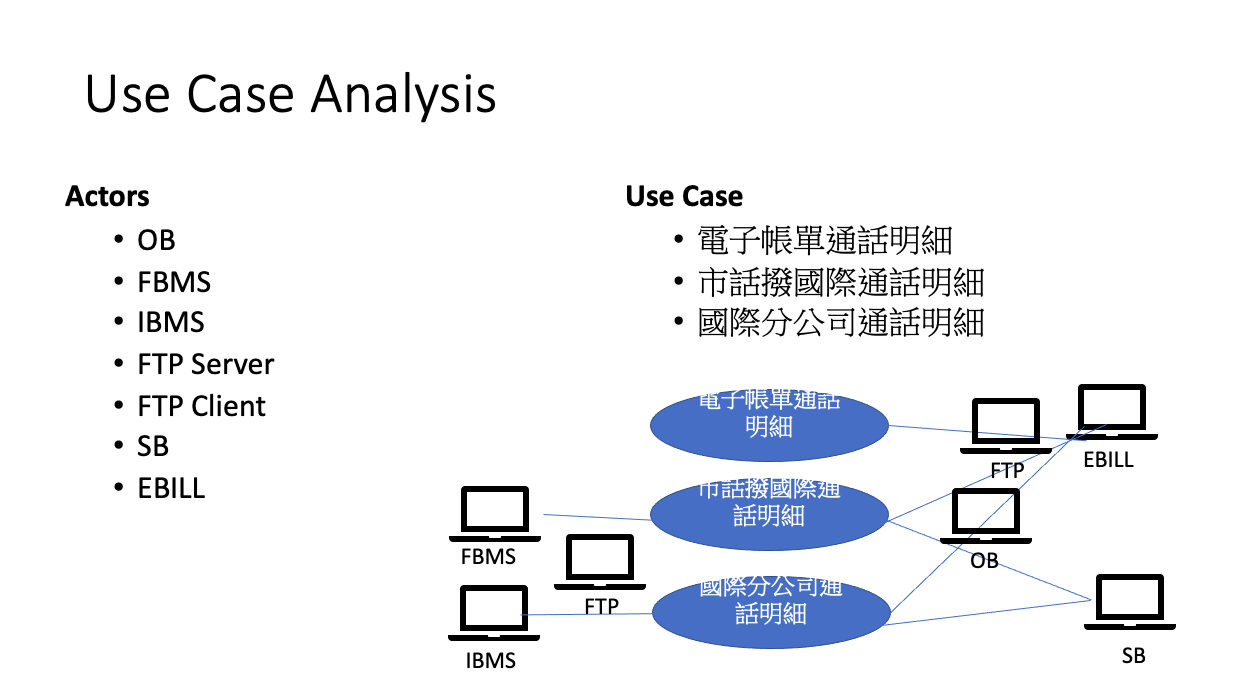 Use Case Analysis
Actors
• OB
• FBMS
• IBMS
• FTP Server
• FTP Client
• SB
• EBILL
Use Case
• 電子帳單通話明細
• 市話撥國際通話明細
• 國際分公司通話明細
電子帳單通話
明細
市話撥國際通
話明細
國際分公司通
話明細
FTP
EBILL
FBMS
OB
FTP
IBMS
SB